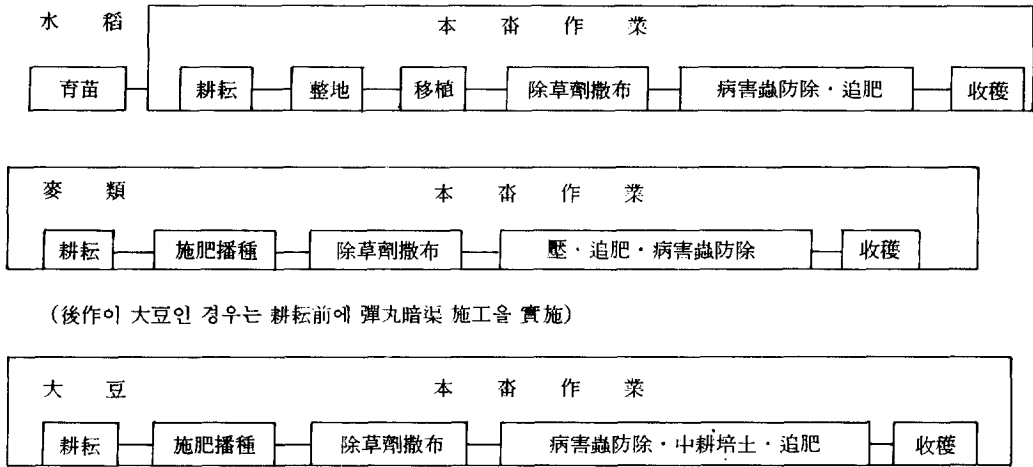 水 稻 本 畓 作 業
育苗 耕耘 整地 移植 除草劑撒布 病害蟲防除·追肥 收穫
麥 類 本 畓 作 業
耕耘 施肥播種 除草劑撒布 壓·追肥·病害蟲防除 收穫
(後作이 大豆인 경우는 耕耘前에 彈丸暗渠 施工을 實施)
大 豆 本 畓 作 業
耕耘 施肥播種 除草劑撒布 病害蟲防除·中耕培土·追肥 收穫